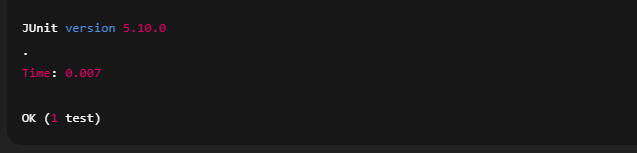 JUnit version 5.10.0
.
Time: 0.007
OK (1 test)